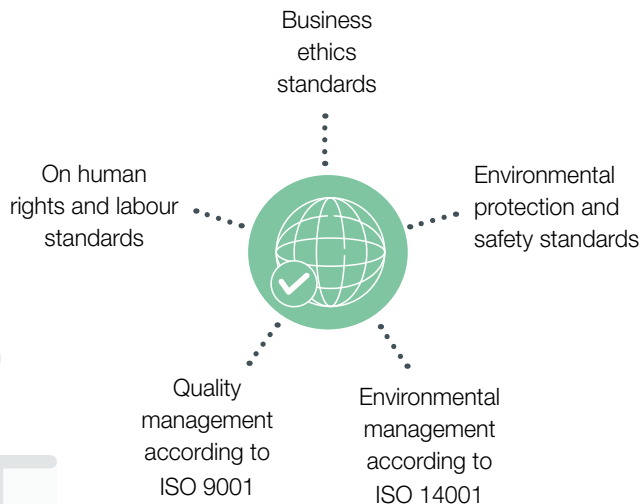 Business
ethics
standards
On human
rights and labour
standards
Environmental
protection and
safety standards
Quality
management
according to
ISO 9001
Environmental
management
according to
ISO 14001